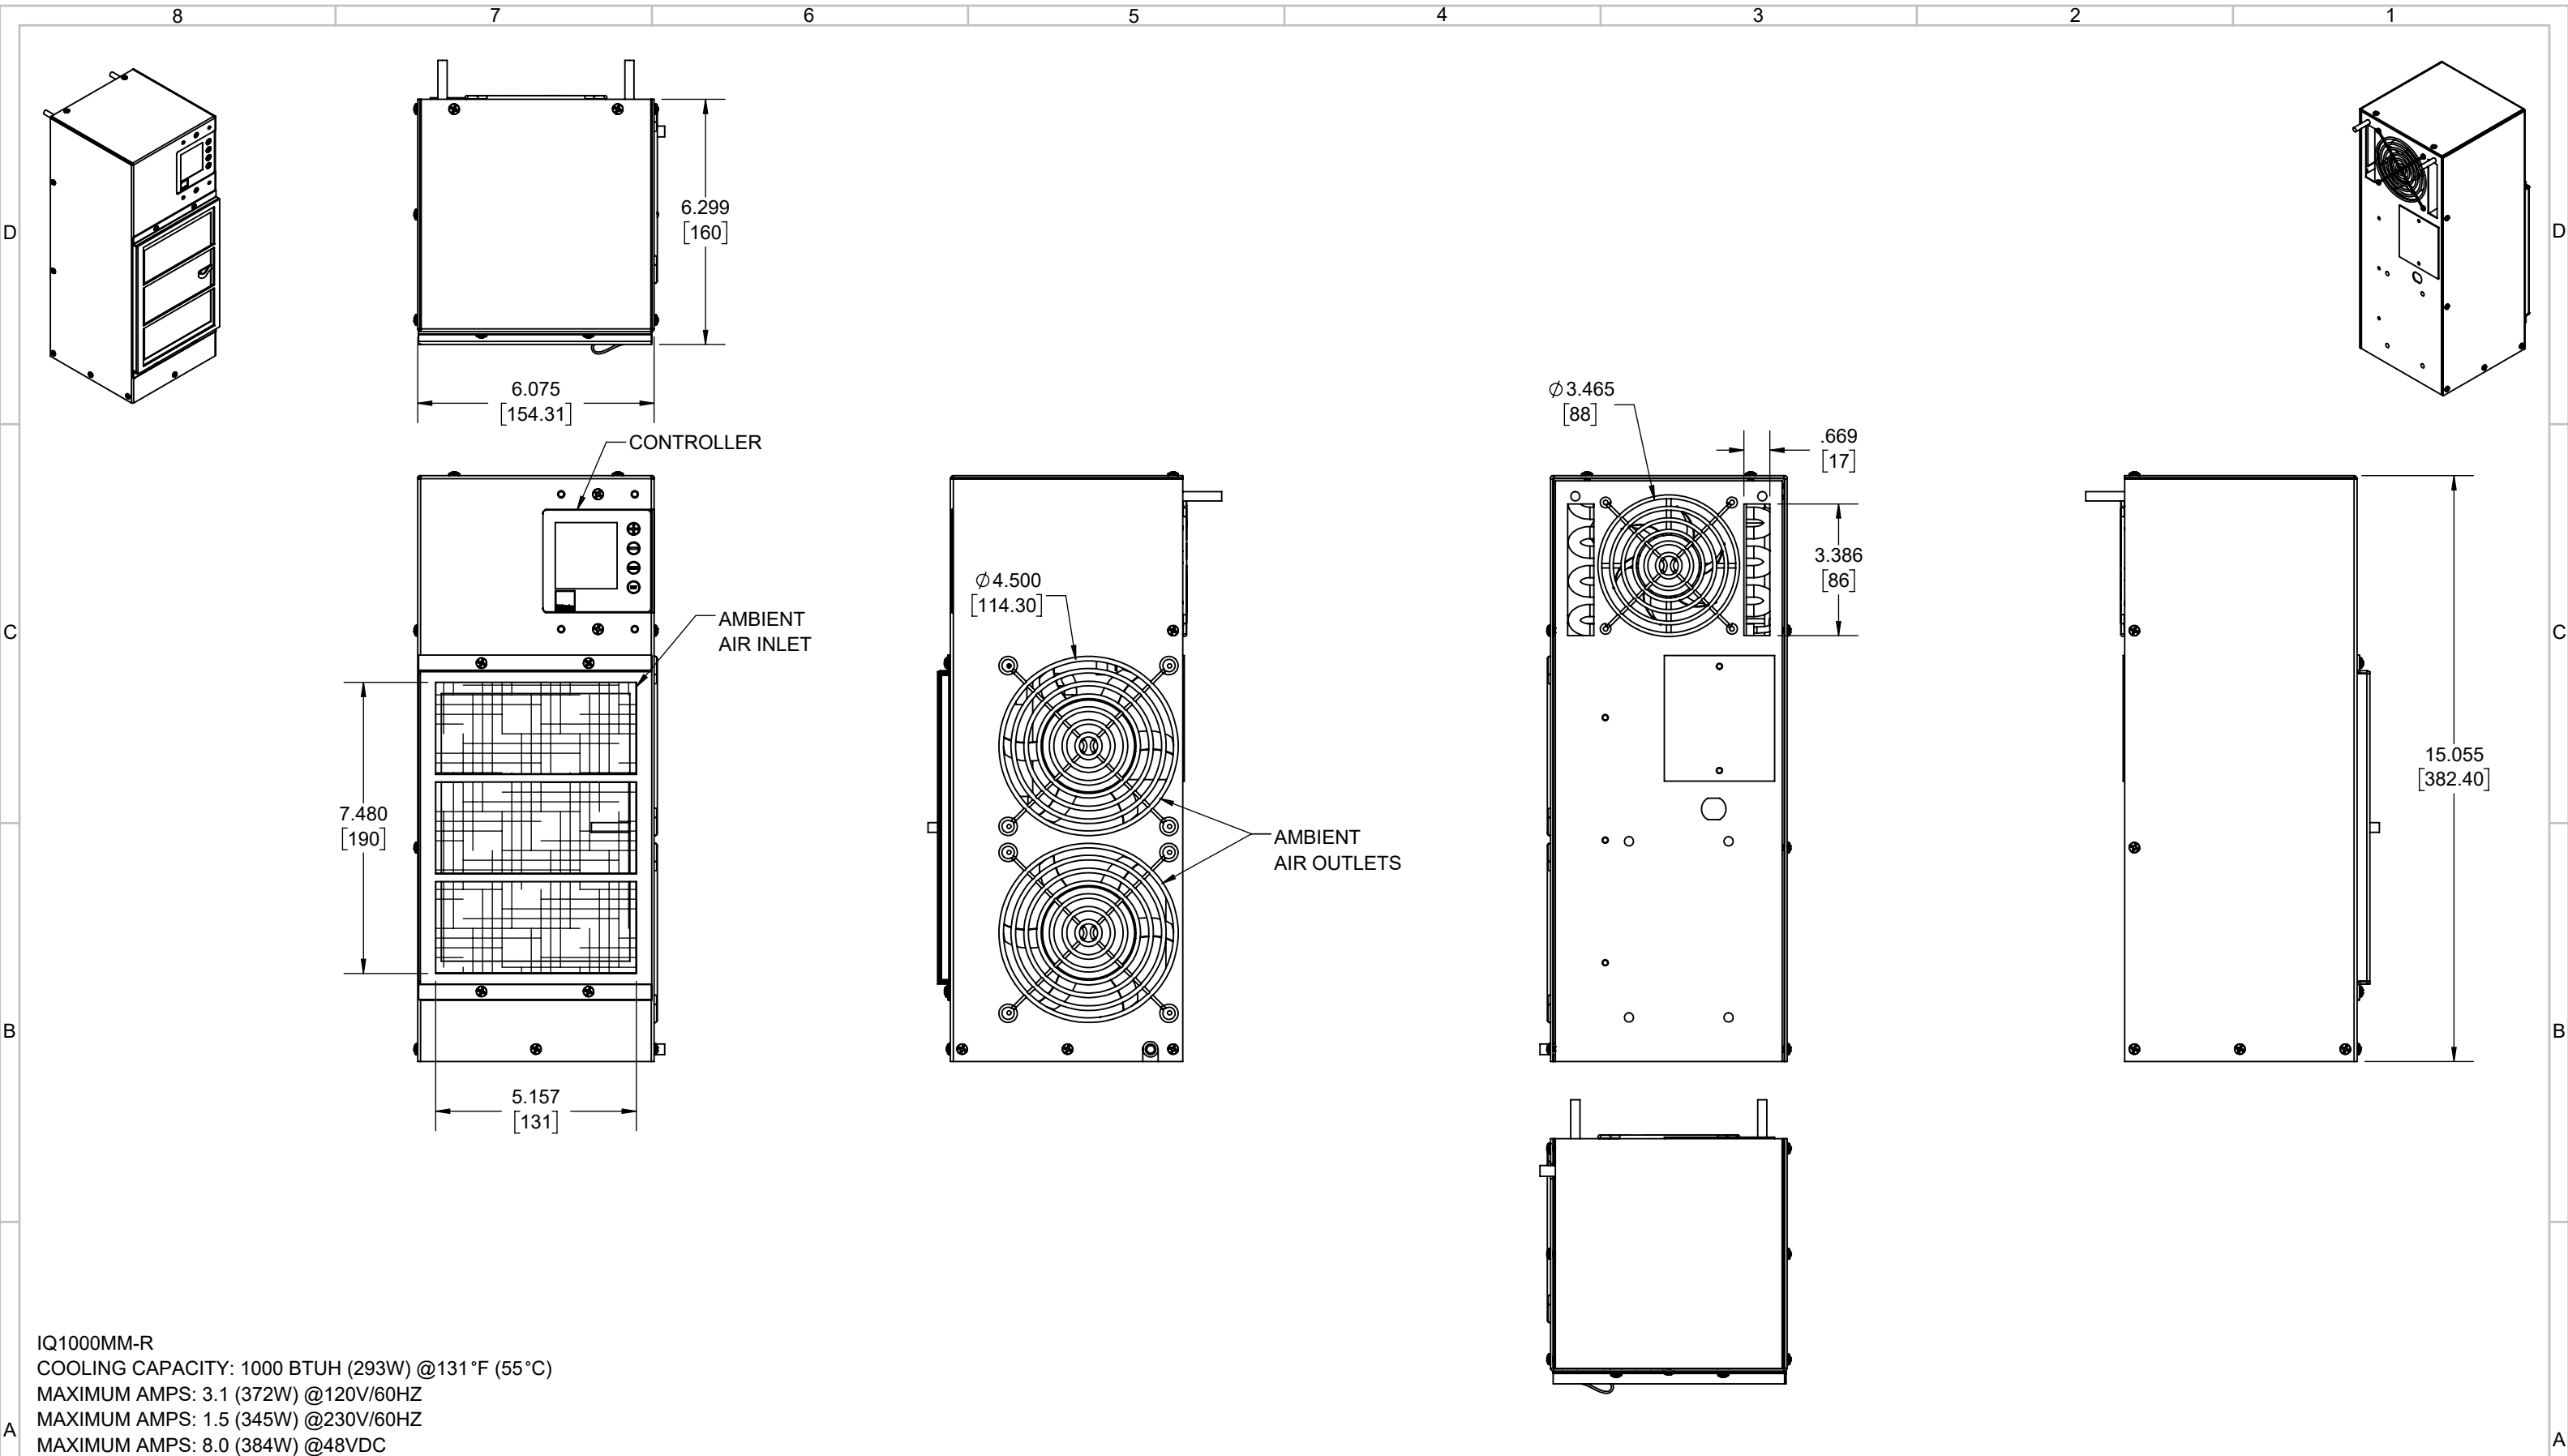 8 7 6 5 4 3 2 1
D
D
6.299
[160]
6.075
[154.31]
CONTROLLER
Ø3.465
[88]
.669
[17]
3.386
[86]
Ø4.500
[114.30]
C
C
AMBIENT
AIR INLET
7.480
[190]
15.055
[382.40]
AMBIENT
AIR OUTLETS
B
B
5.157
[131]
IQ1000MM-R
COOLING CAPACITY: 1000 BTUH (293W) @131°F (55°C)
MAXIMUM AMPS: 3.1 (372W) @120V/60HZ
MAXIMUM AMPS: 1.5 (345W) @230V/60HZ
MAXIMUM AMPS: 8.0 (384W) @48VDC
A
A